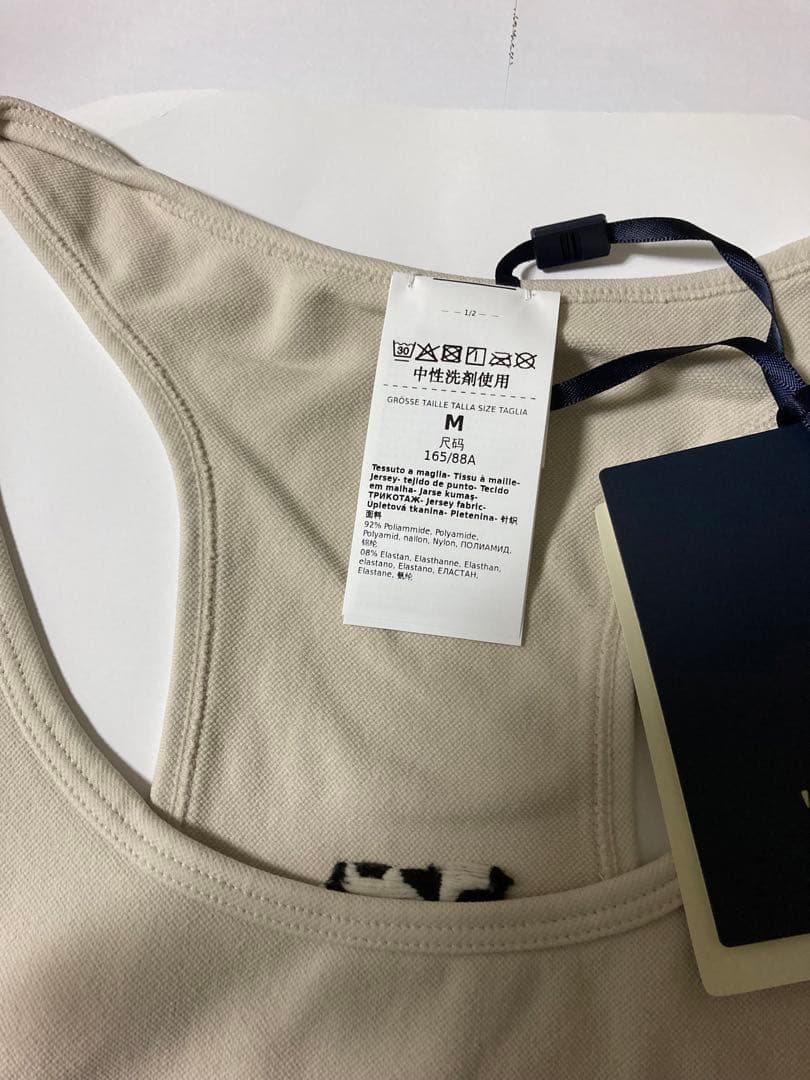 1/2
30
中性洗剤使用
GRÖSSE TAILLE TALLA SIZE TAGLIA
M
尺码
165/88A
Tessuto a maglia- Tissu à maille-
Jersey- tejido de punto- Tecido
em malha- Jarse kumaş-
ТРИКОТАЖ- Jersey fabric-
Úpletová tkanina- Pletenina- 针织
面料
92% Poliammide, Polyamide,
Polyamid, nailon, Nylon, ПОЛИАМИД,
锦纶
08% Elastan, Elasthanne, Elasthan,
elastano, Elastano, ЕЛАСТАН,
Elastane, 氨纶